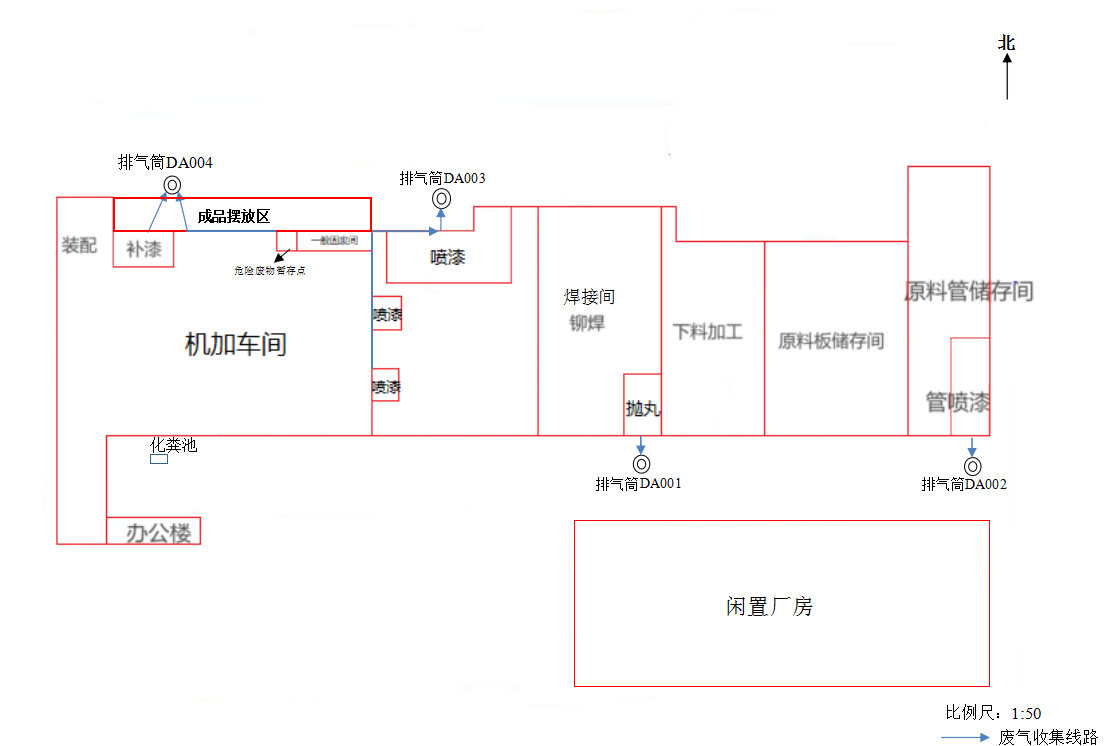 北
排气筒DA004
排气筒DA003
成品摆放区
装配
补漆
一般固废间
危险废物暂存点
喷漆
喷漆
喷漆
机加车间
焊接间
铆焊
下料加工
原料板储存间
原料管储存间
抛丸
管喷漆
化粪池
排气筒DA001
排气筒DA002
办公楼
闲置厂房
比例尺：1:50
废气收集线路